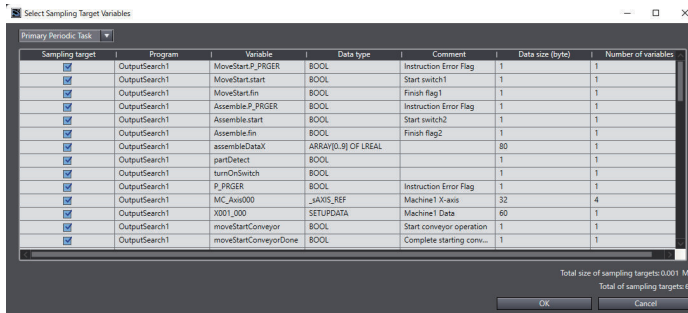 Select Sampling Target Variables
Primary Periodic Task
Sampling target Program Variable Data type Comment Data size (byte) Number of variables
OutputSearch1 MoveStart.P_PRGER BOOL Instruction Error Flag 1 1
OutputSearch1 MoveStart.start BOOL Start switch1 1 1
OutputSearch1 MoveStart.fin BOOL Finish flag1 1 1
OutputSearch1 Assemble.P_PRGER BOOL Instruction Error Flag 1 1
OutputSearch1 Assemble.start BOOL Start switch2 1 1
OutputSearch1 Assemble.fin BOOL Finish flag2 1 1
OutputSearch1 assembleDataX ARRAY[0..9] OF LREAL 80 1
OutputSearch1 partDetect BOOL 1 1
OutputSearch1 turnOnSwitch BOOL 1 1
OutputSearch1 P_PRGER BOOL Instruction Error Flag 1 1
OutputSearch1 MC_Axis000 _sAXIS_REF Machine1 X-axis 32 4
OutputSearch1 X001_000 SETUPDATA Machine1 Data 60 1
OutputSearch1 moveStartConveyor BOOL Start conveyor operation 1 1
OutputSearch1 moveStartConveyorDone BOOL Complete starting conv... 1 1
Total size of sampling targets: 0.001 M
Total of sampling targets: 6
OK Cancel